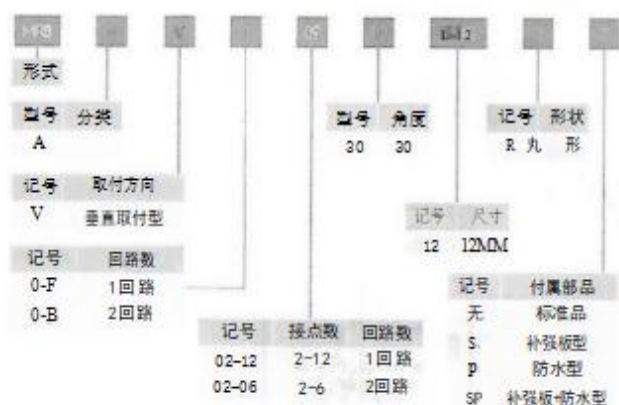 MRB V 09
形式
型号 分类
A
记号 取付方向
V 垂直取付型
记号 回路数
0-F 1回路
0-B 2回路
记号 接点数 回路数
02-12 2-12 1回路
02-06 2-6 2回路
型号 角度
30 30
记号 尺寸
12 12MM
记号 形状
R 丸 形
记号 付属部品
无 标准品
S. 补强板型
P 防水型
SP 补强板+防水型